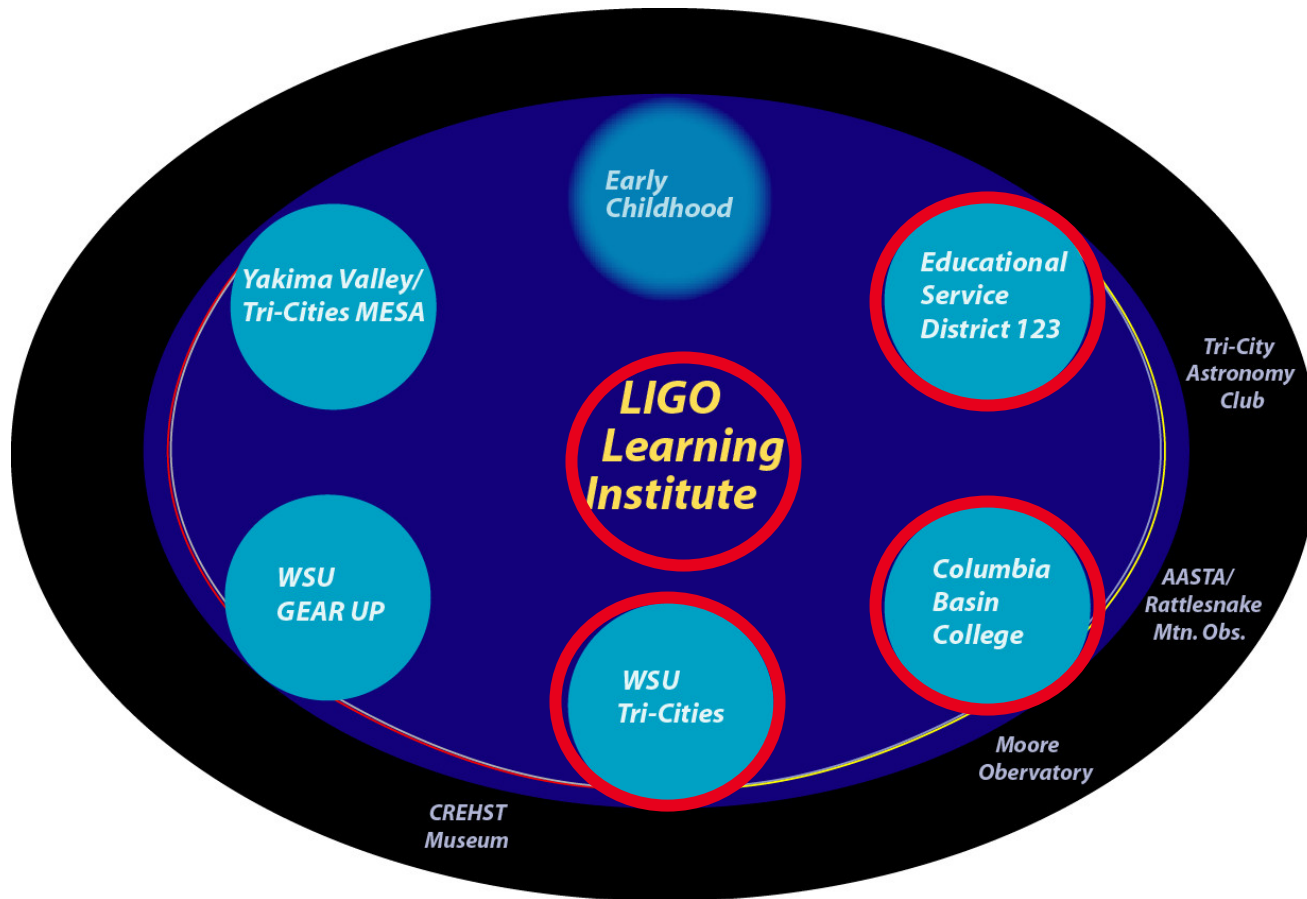 Early
Childhood
Yakima Valley/
Tri-Cities MESA
Educational
Service
District 123
Tri-City
Astronomy
Club
LIGO
Learning
Institute
WSU
GEAR UP
Columbia
Basin
College
AASTA/
Rattlesnake
Mtn. Obs.
WSU
Tri-Cities
Moore
Obervatory
CREHST
Museum